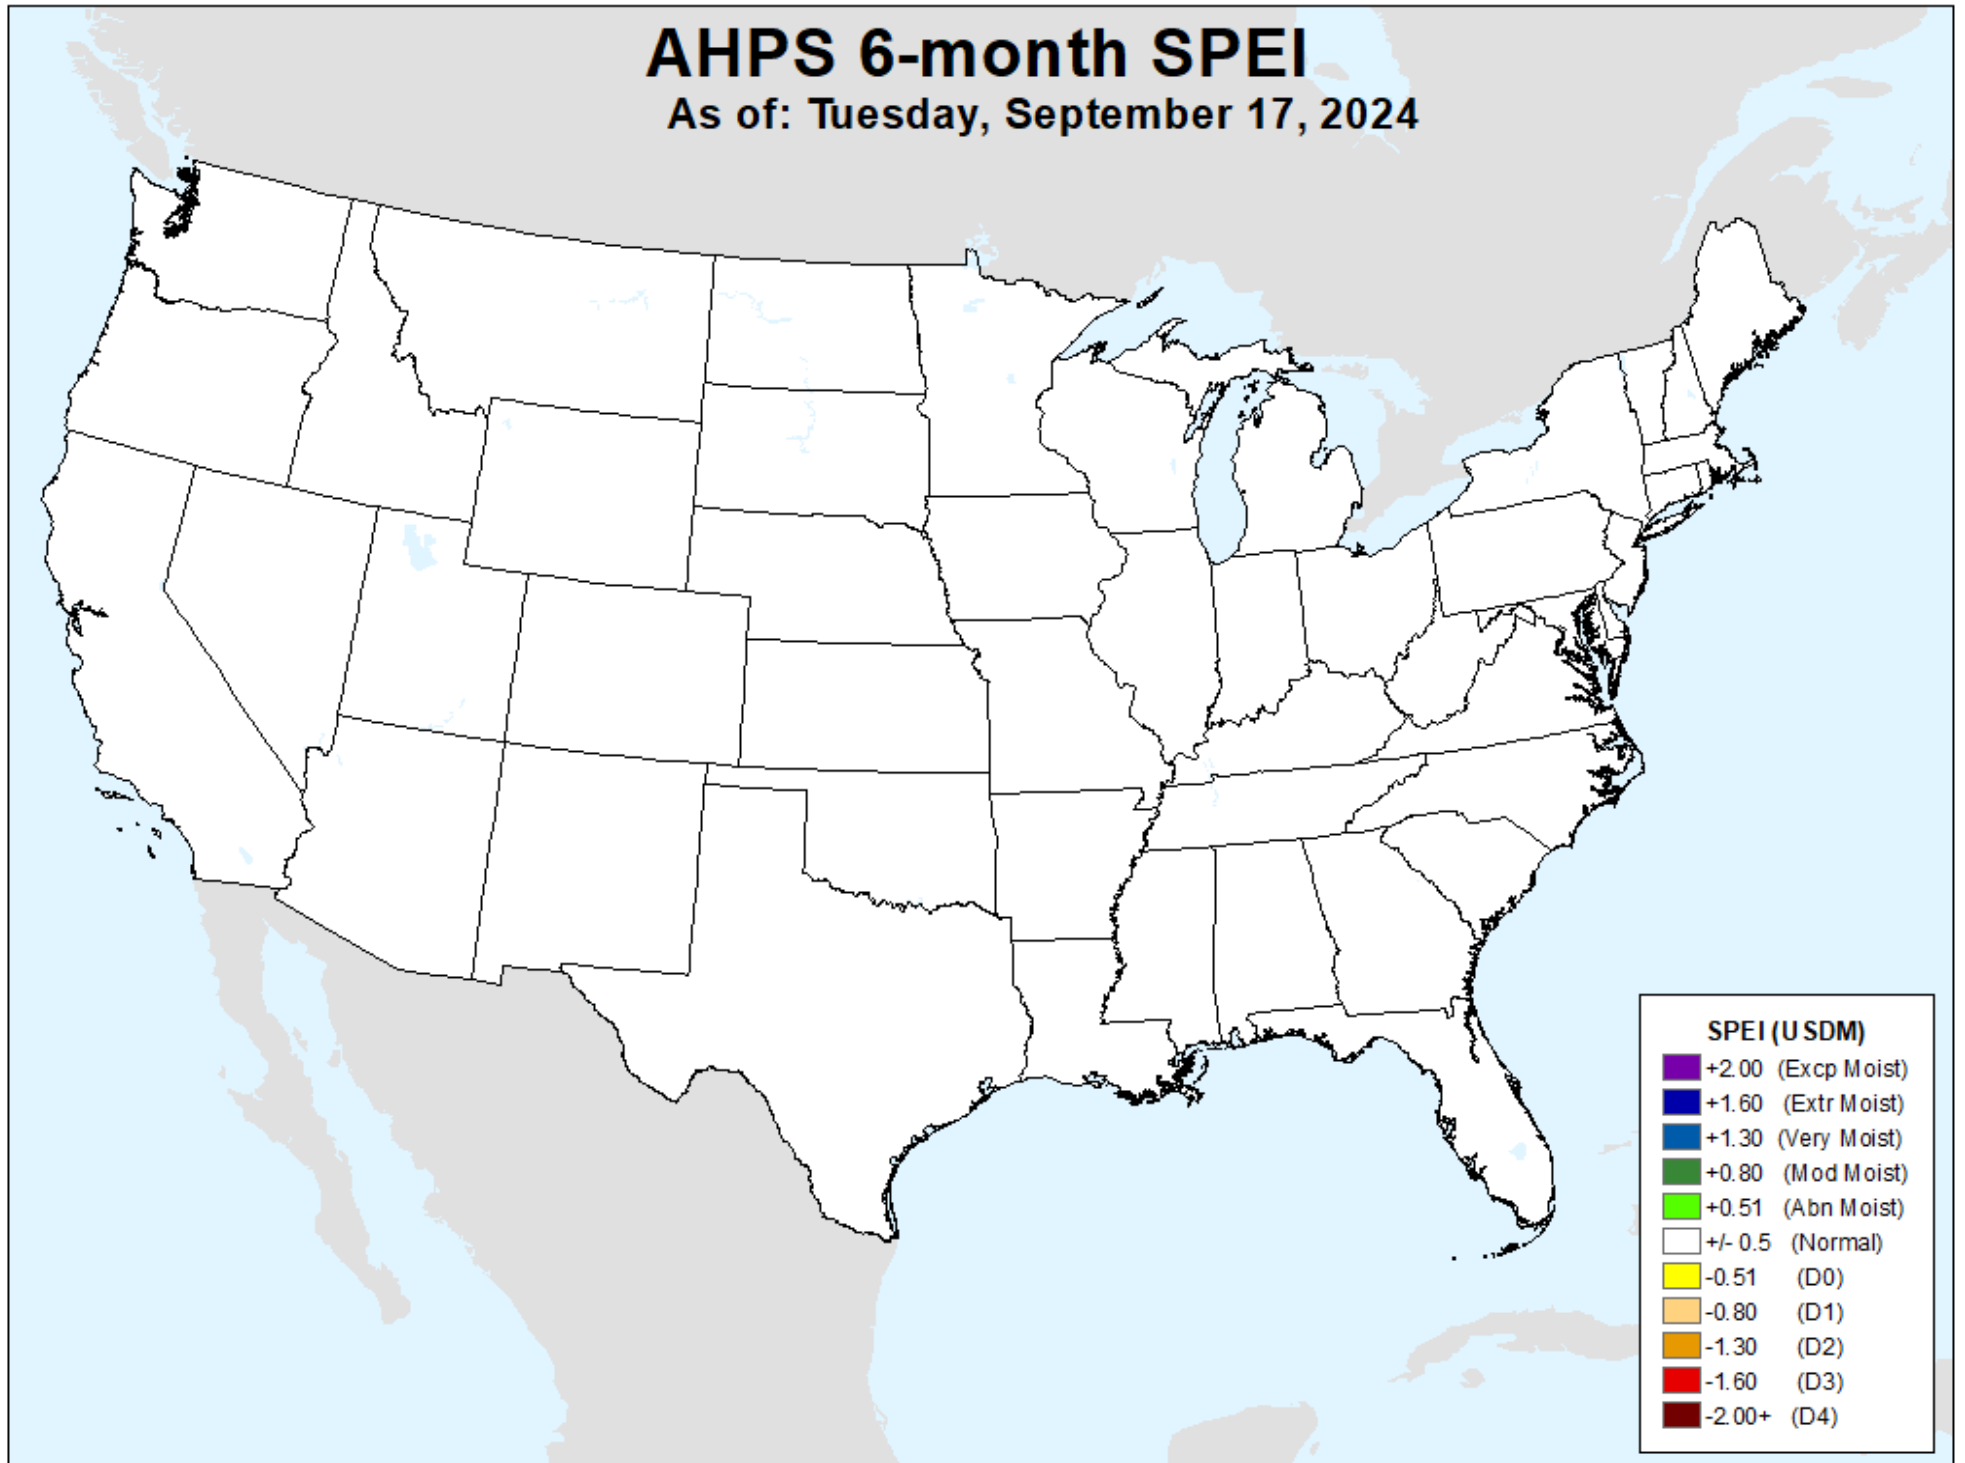 AHPS 6-month SPEI
As of: Tuesday, September 17, 2024
SPEI (USDM)
+2.00 (Excp Moist)
+1.60 (Extr Moist)
+1.30 (Very Moist)
+0.80 (Mod Moist)
+0.51 (Abn Moist)
+/- 0.5 (Normal)
-0.51 (D0)
-0.80 (D1)
-1.30 (D2)
-1.60 (D3)
-2.00+ (D4)